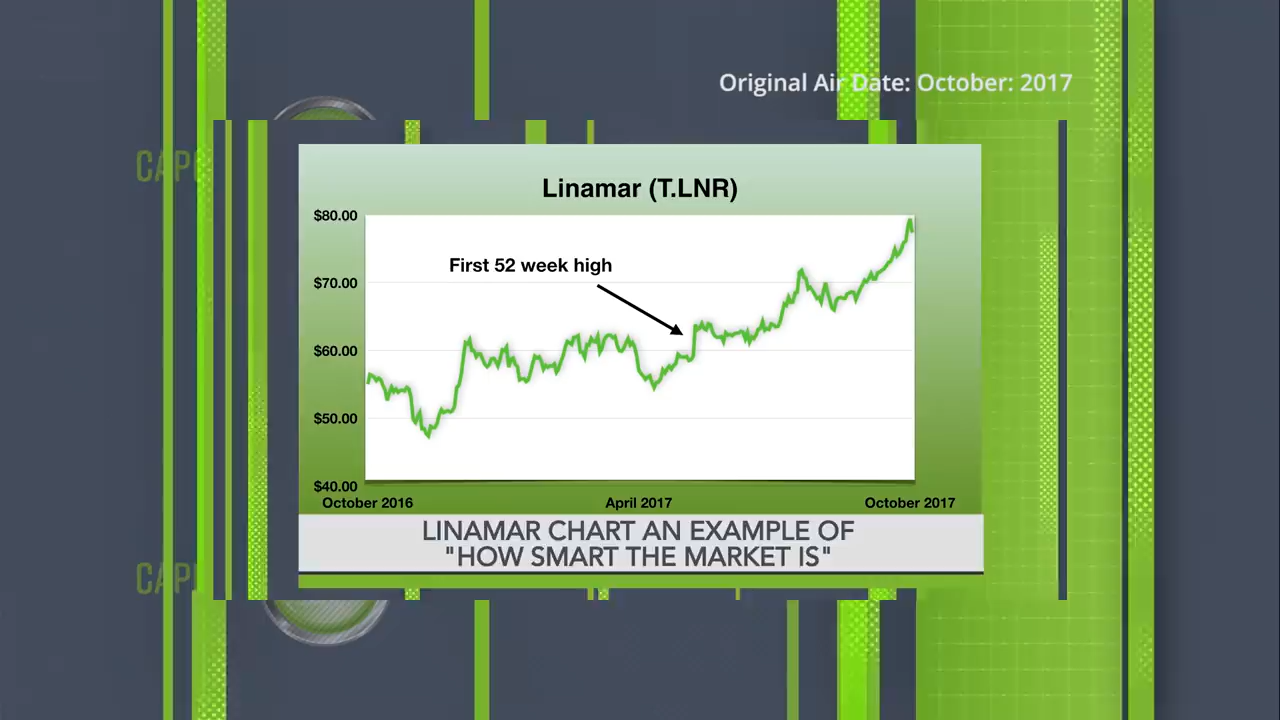 Original Air Date: October: 2017
Linamar (T.LNR)
$80.00
First 52 week high
$70.00
$60.00
$50.00
$40.00
October 2016
April 2017
October 2017
LINAMAR CHART AN EXAMPLE OF
"HOW SMART THE MARKET IS"